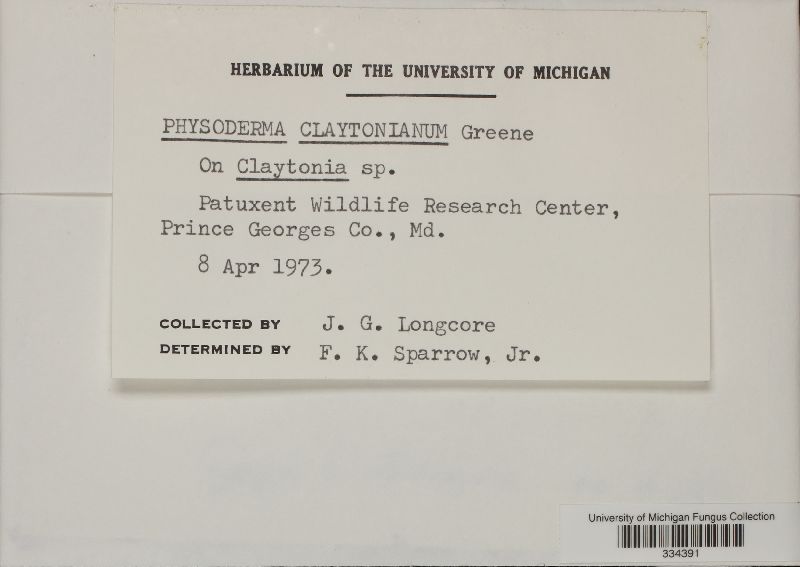 HERBARIUM OF THE UNIVERSITY OF MICHIGAN
PHYSODERMA CLAYTONIANUM Greene
On Claytonia sp.
Patuxent Wildlife Research Center,
Prince Georges Co., Md.
8 Apr 1973.
COLLECTED BY J. G. Longcore
DETERMINED BY F. K. Sparrow, Jr.
University of Michigan Fungus Collection
334391